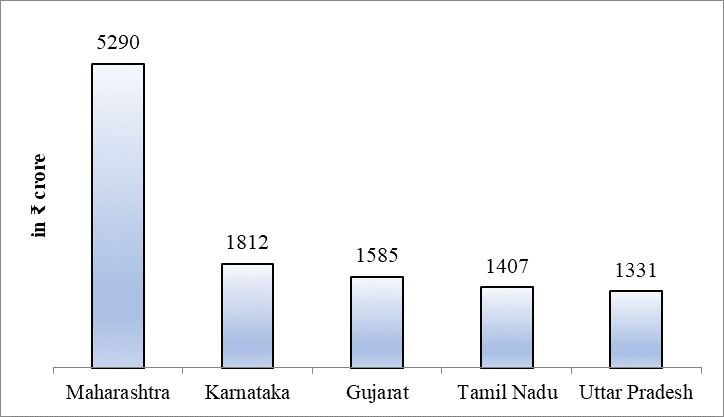 5290
in ₹ crore
1812
1585
1407
1331
Maharashtra
Karnataka
Gujarat
Tamil Nadu
Uttar Pradesh